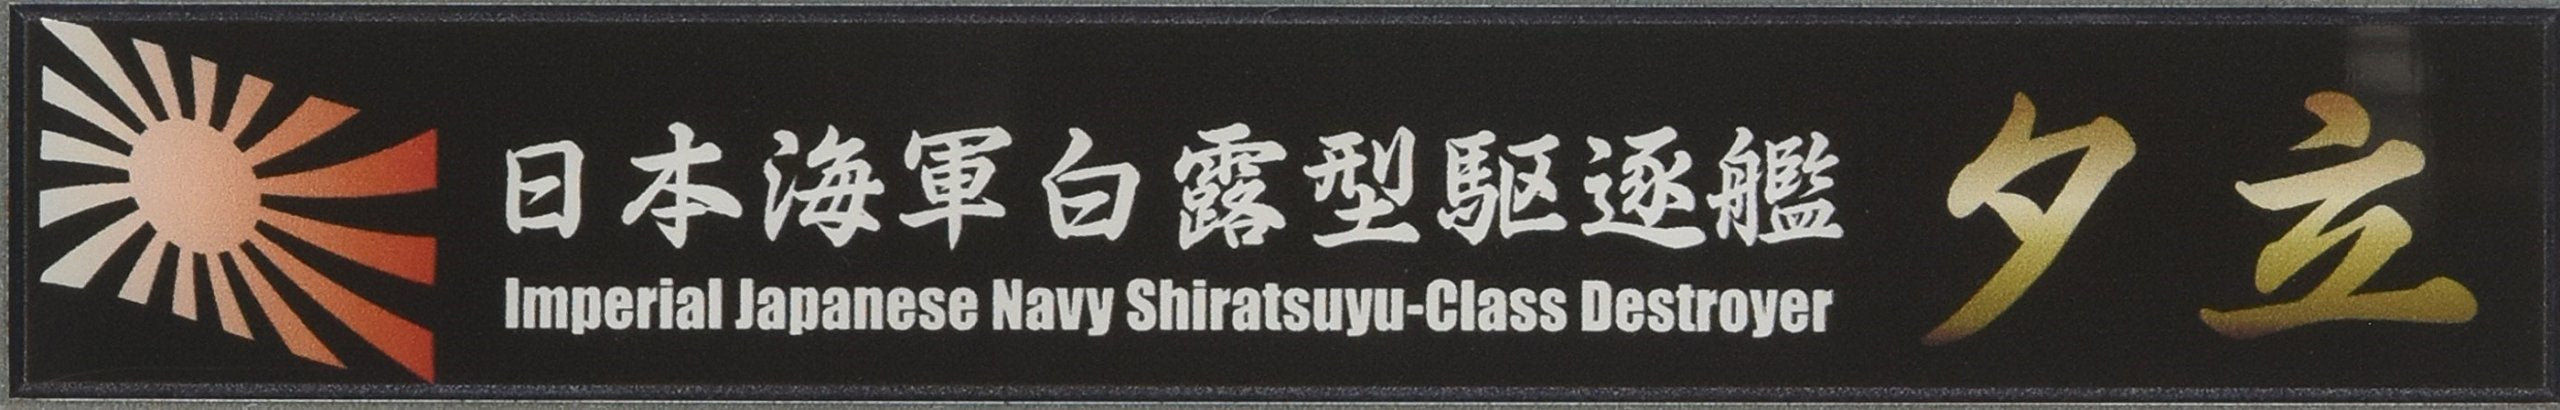 日本海軍白露型駆逐艦
Imperial Japanese Navy Shiratsuyu-Class Destroyer
夕立